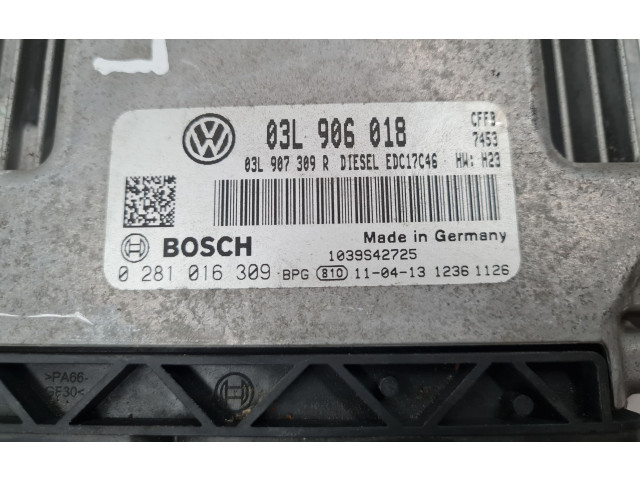 03L 906 018 CFFB
03L 907 309 R DIESEL EDC17C46 HW: H23
7453
BOSCH Made in Germany
1039S42725
0 281 016 309 BPG 810 11-04-13 1236 1126
>PA66-
GF30<